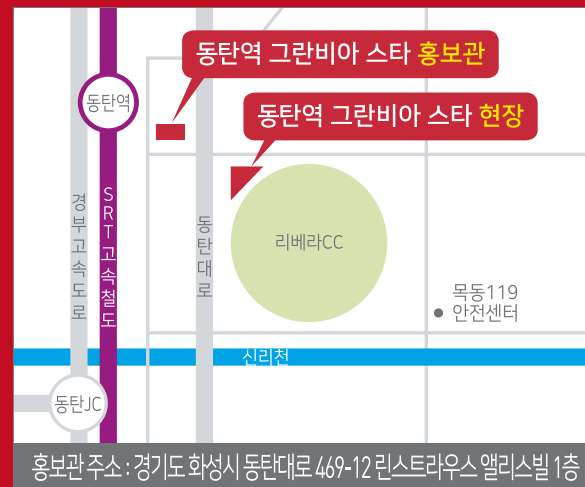 동탄역 그란비아 스타 홍보관
동탄역
동탄역 그란비아 스타 현장
경부고속도로
SRT고속철도
동탄대로
리베라CC
목동119
안전센터
신리천
동탄JC
홍보관 주소 : 경기도 화성시 동탄대로 469-12 린스트라우스 앨리스빌 1층